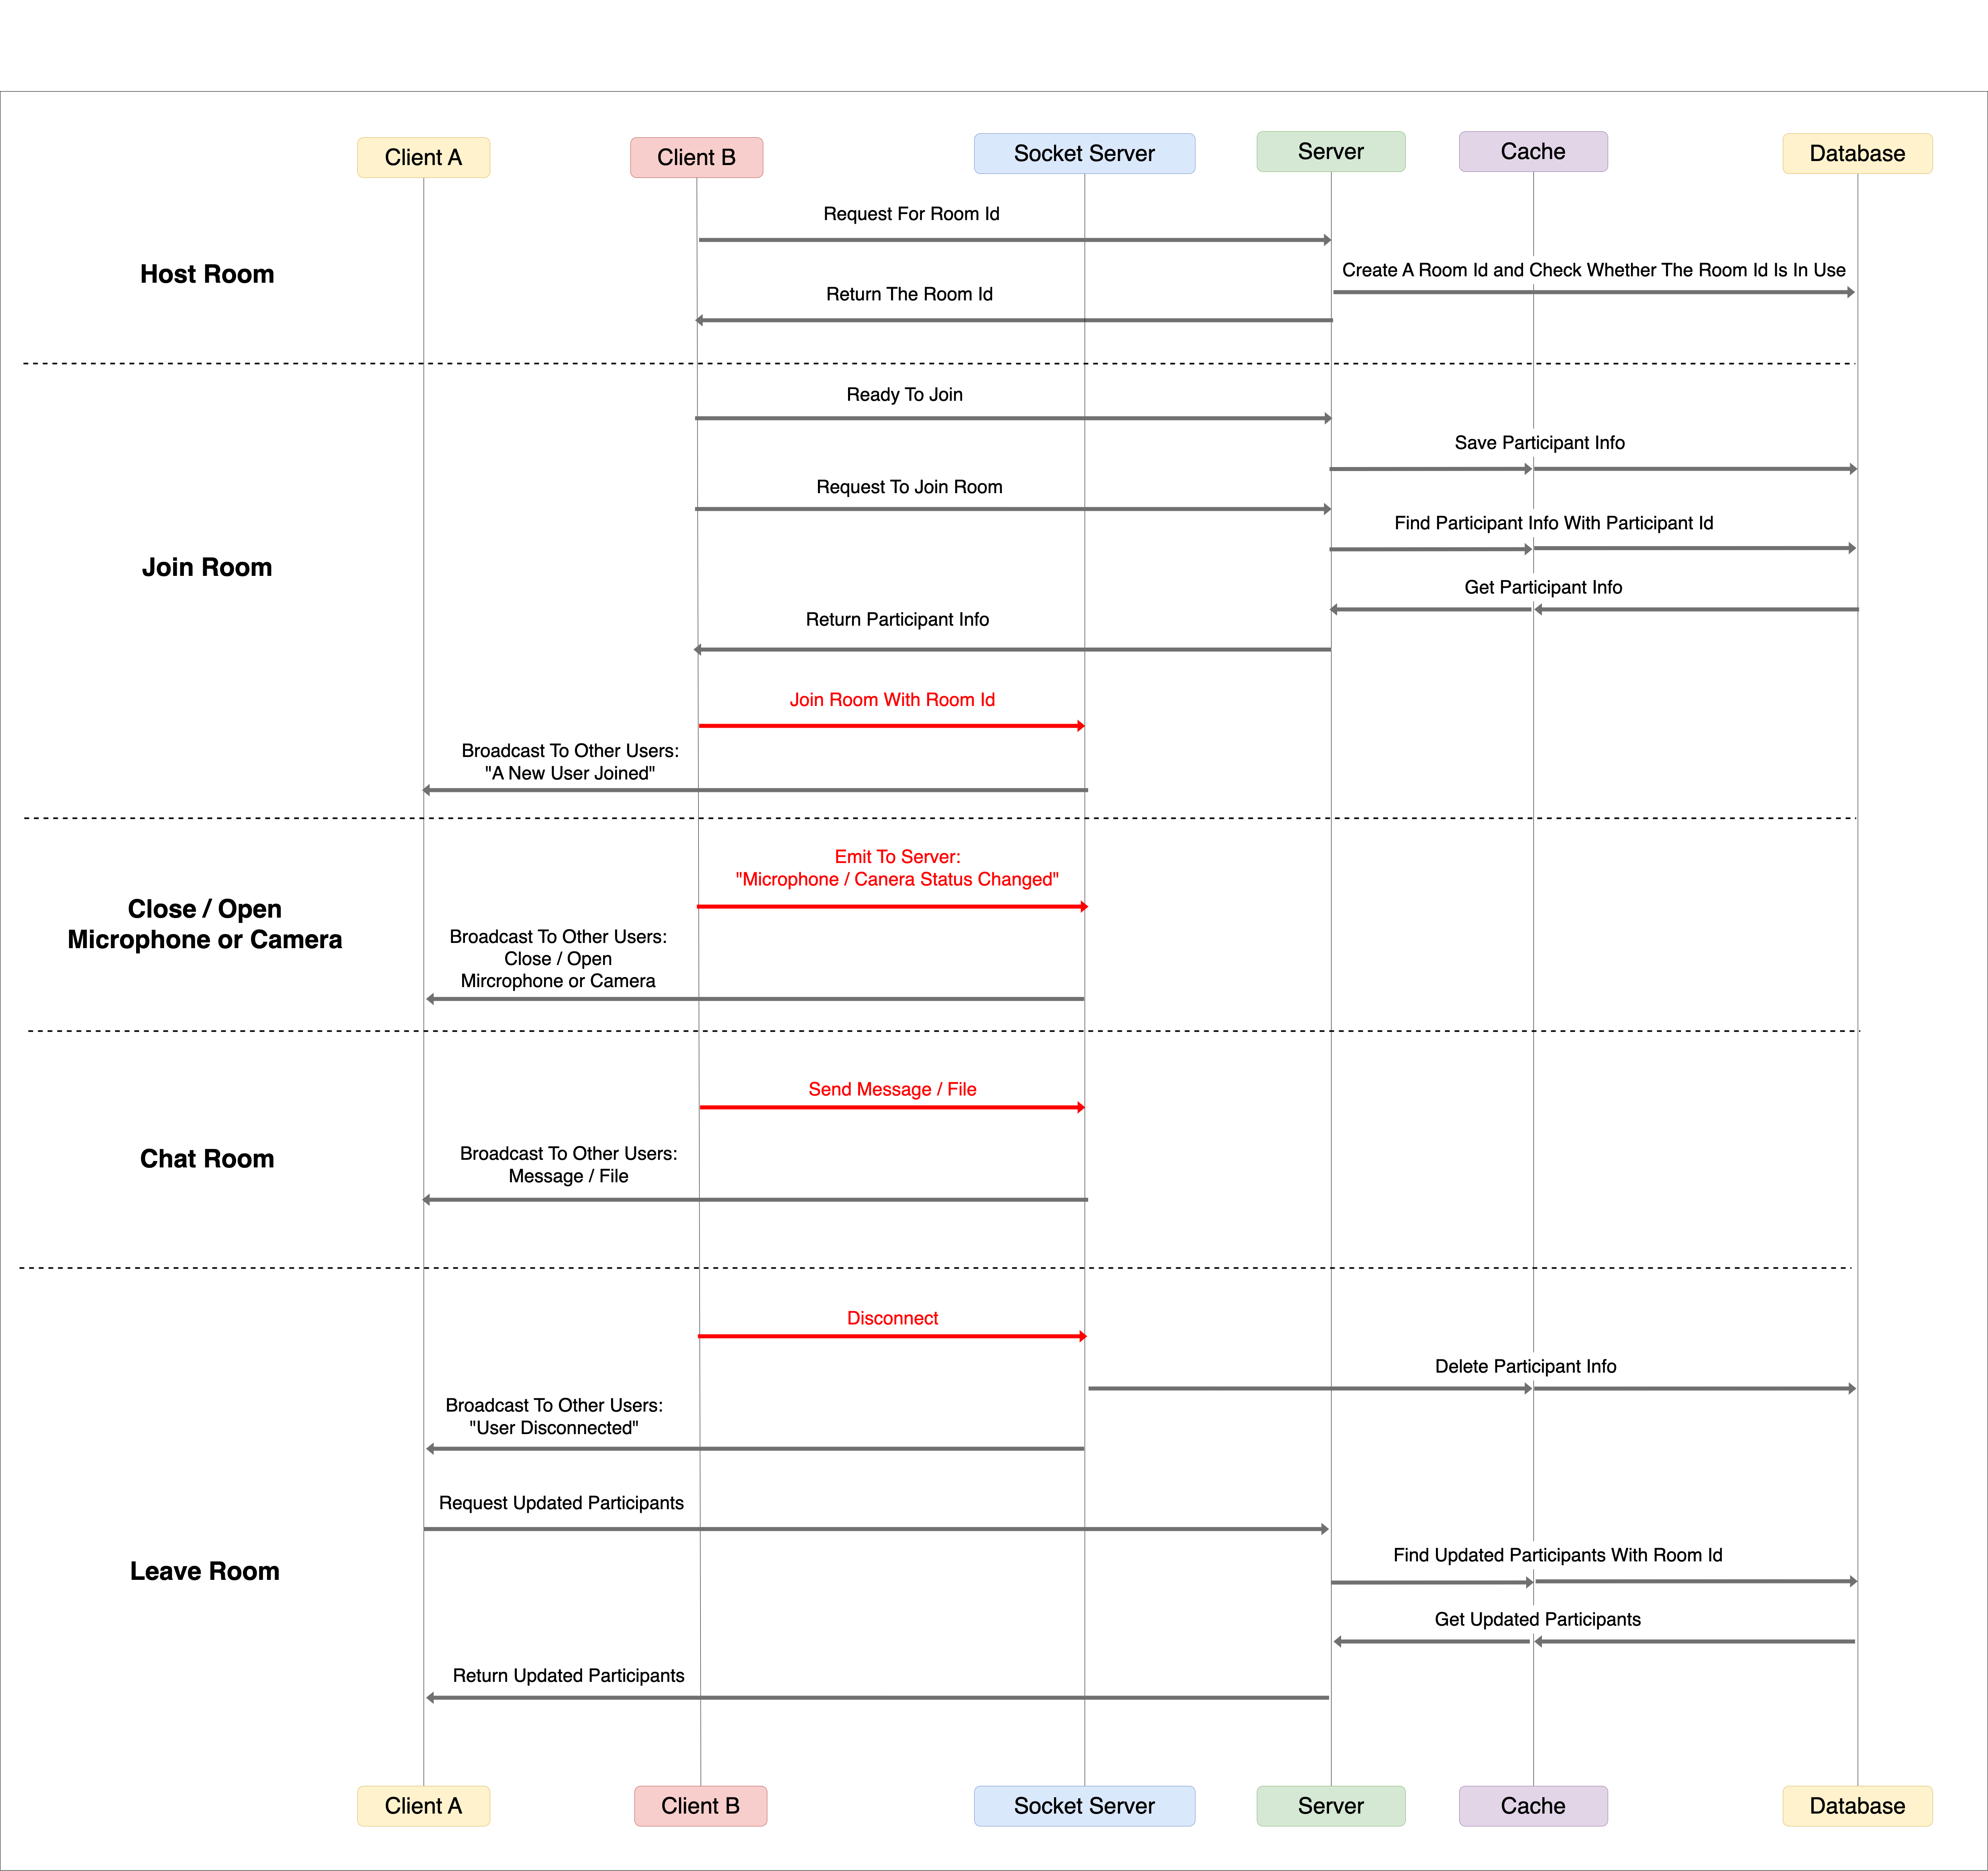 Client A
Client B
Socket Server
Server
Cache
Database
Request For Room Id
Host Room
Create A Room Id and Check Whether The Room Id Is In Use
Return The Room Id
Ready To Join
Save Participant Info
Request To Join Room
Find Participant Info With Participant Id
Join Room
Get Participant Info
Return Participant Info
Join Room With Room Id
Broadcast To Other Users:
"A New User Joined"
Emit To Server:
"Microphone / Canera Status Changed"
Close / Open
Microphone or Camera
Broadcast To Other Users:
Close / Open
Mircrophone or Camera
Send Message / File
Chat Room
Broadcast To Other Users:
Message / File
Disconnect
Delete Participant Info
Broadcast To Other Users:
"User Disconnected"
Request Updated Participants
Leave Room
Find Updated Participants With Room Id
Get Updated Participants
Return Updated Participants
Client A
Client B
Socket Server
Server
Cache
Database